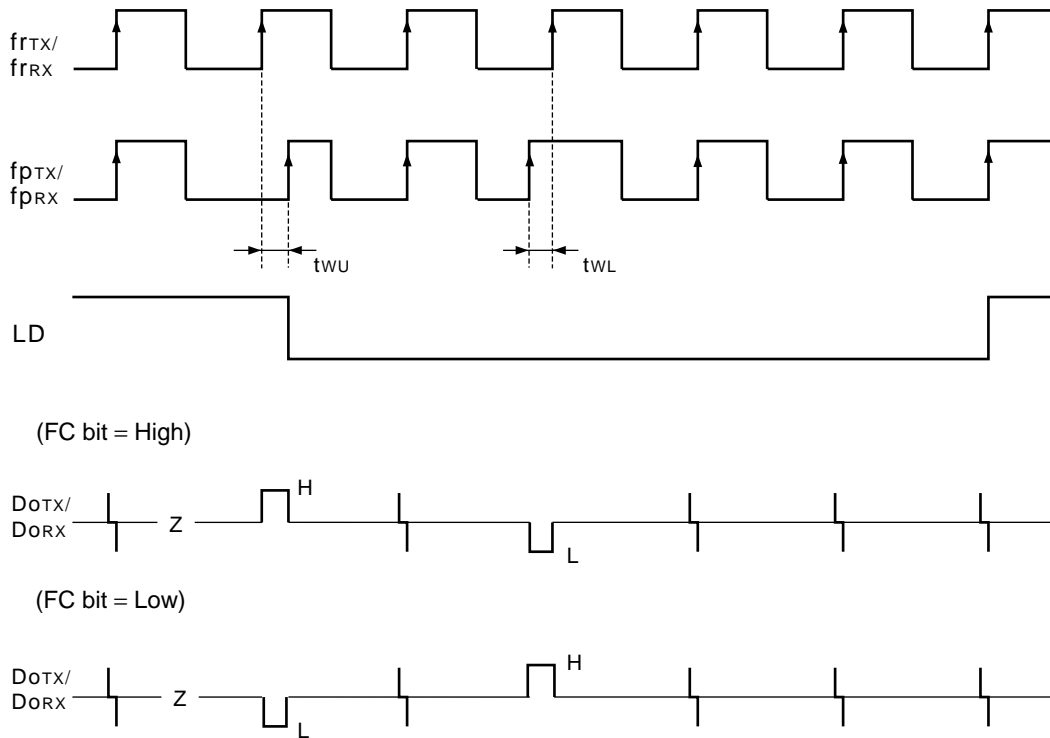 frTX/
frRX
fpTX/
fpRX
tWU
tWL
LD
(FC bit = High)
DoTX/
DoRX
Z
H
L
(FC bit = Low)
DoTX/
DoRX
Z
L
H